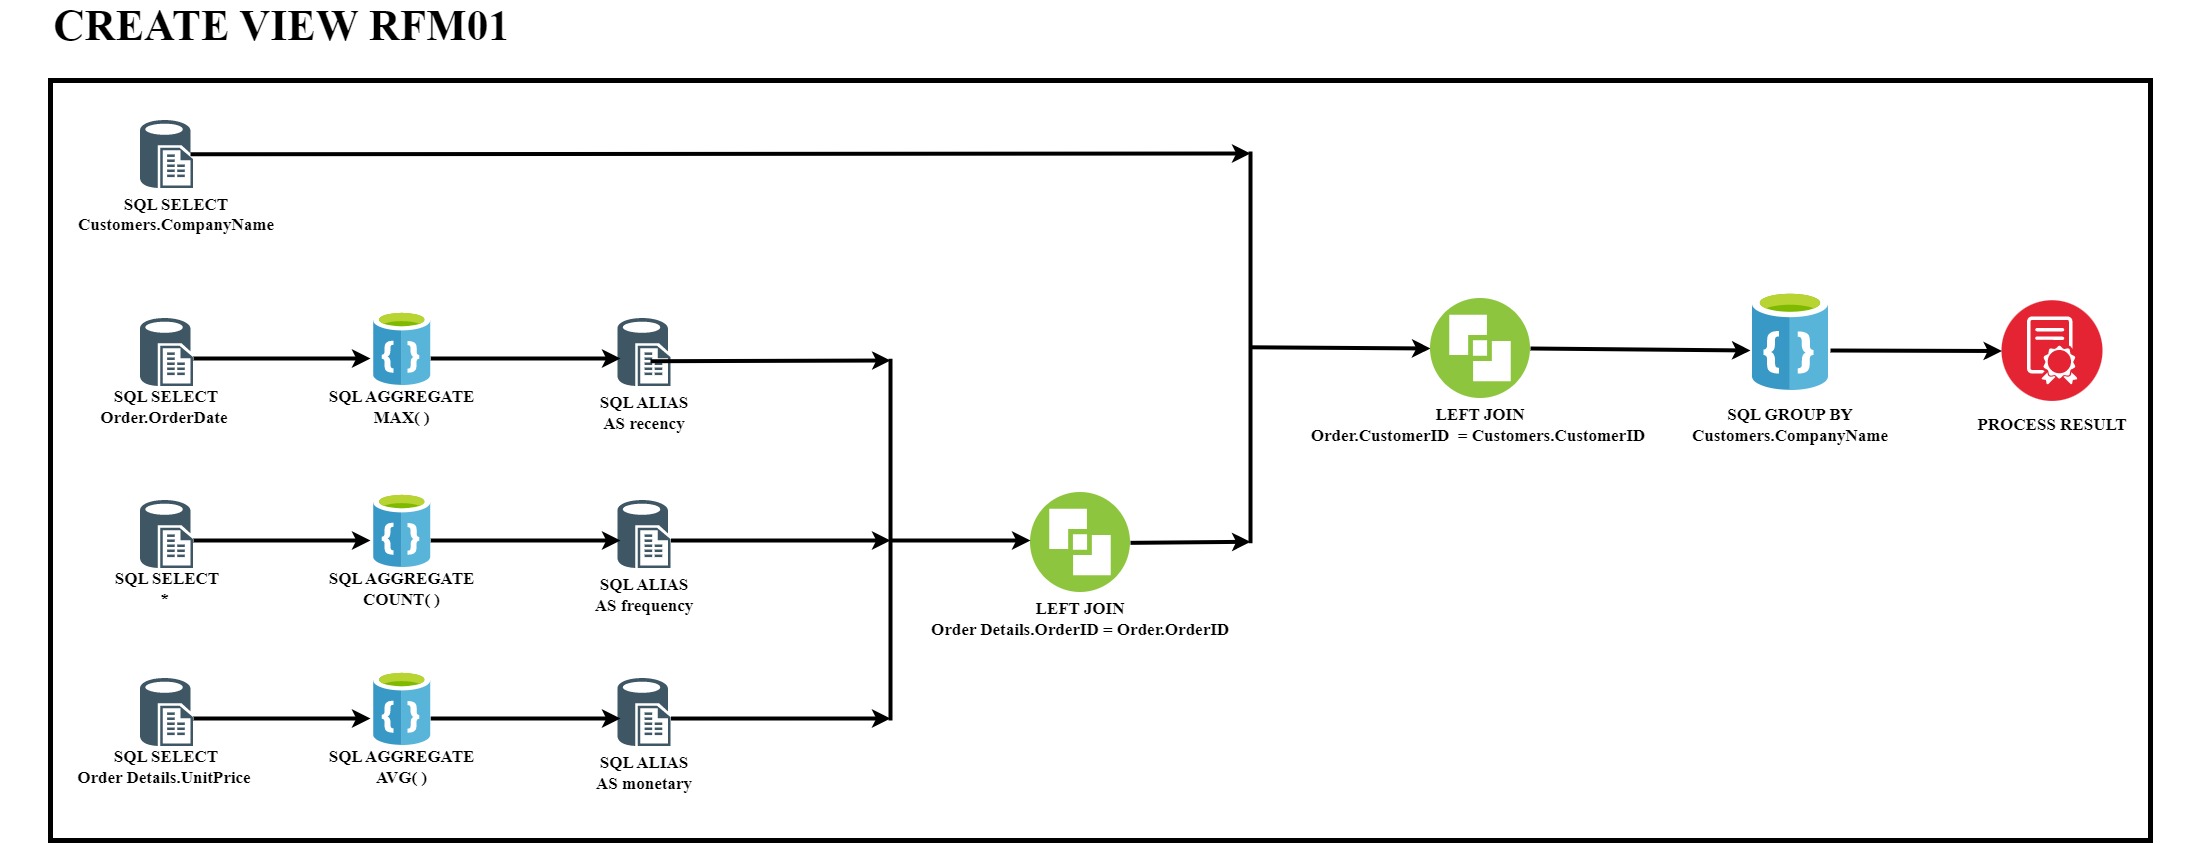 CREATE VIEW RFM01
SQL SELECT
Customers.CompanyName
SQL SELECT
Order.OrderDate
SQL AGGREGATE
MAX( )
SQL ALIAS
AS recency
SQL SELECT
*
SQL AGGREGATE
COUNT( )
SQL ALIAS
AS frequency
SQL SELECT
Order Details.UnitPrice
SQL AGGREGATE
AVG( )
SQL ALIAS
AS monetary
LEFT JOIN
Order Details.OrderID = Order.OrderID
LEFT JOIN
Order.CustomerID  = Customers.CustomerID
SQL GROUP BY
Customers.CompanyName
PROCESS RESULT